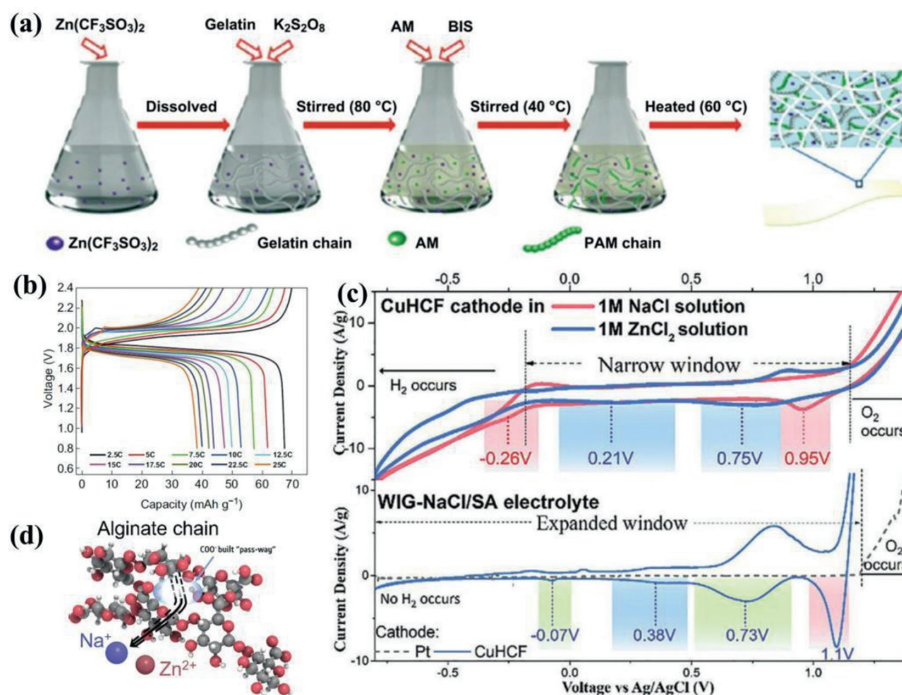 (a)
Zn(CF3SO3)2
Gelatin K2S2O8
AM BIS
Dissolved
Stirred (80 °C)
Stirred (40 °C)
Heated (60 °C)
Zn(CF3SO3)2
Gelatin chain
AM
PAM chain
(b)
2.4
2.2
2.0
1.8
1.6
1.4
1.2
1.0
0.8
0.6
Voltage (V)
2.5C 5C 7.5C 10C 12.5C
15C 17.5C 20C 22.5C 25C
0 10 20 30 40 50 60 70
Capacity (mAh g⁻¹)
(c)
-0.5 0.0 0.5 1.0
CuHCF cathode in
1M NaCl solution
1M ZnCl2 solution
Narrow window
H2 occurs
O2
occurs
Current Density (A/g)
10
0
-10
-0.26V
0.21V
0.75V
0.95V
WIG-NaCl/SA electrolyte
Expanded window
O2
occurs
No H2 occurs
Current Density (A/g)
10
0
-10
-0.07V
0.38V
0.73V
1.1V
Cathode:
Pt
CuHCF
-0.5 0.0 0.5 1.0
Voltage vs Ag/AgCl (V)
(d)
Alginate chain
COO⁻ built "pass-way"
Na⁺
Zn²⁺